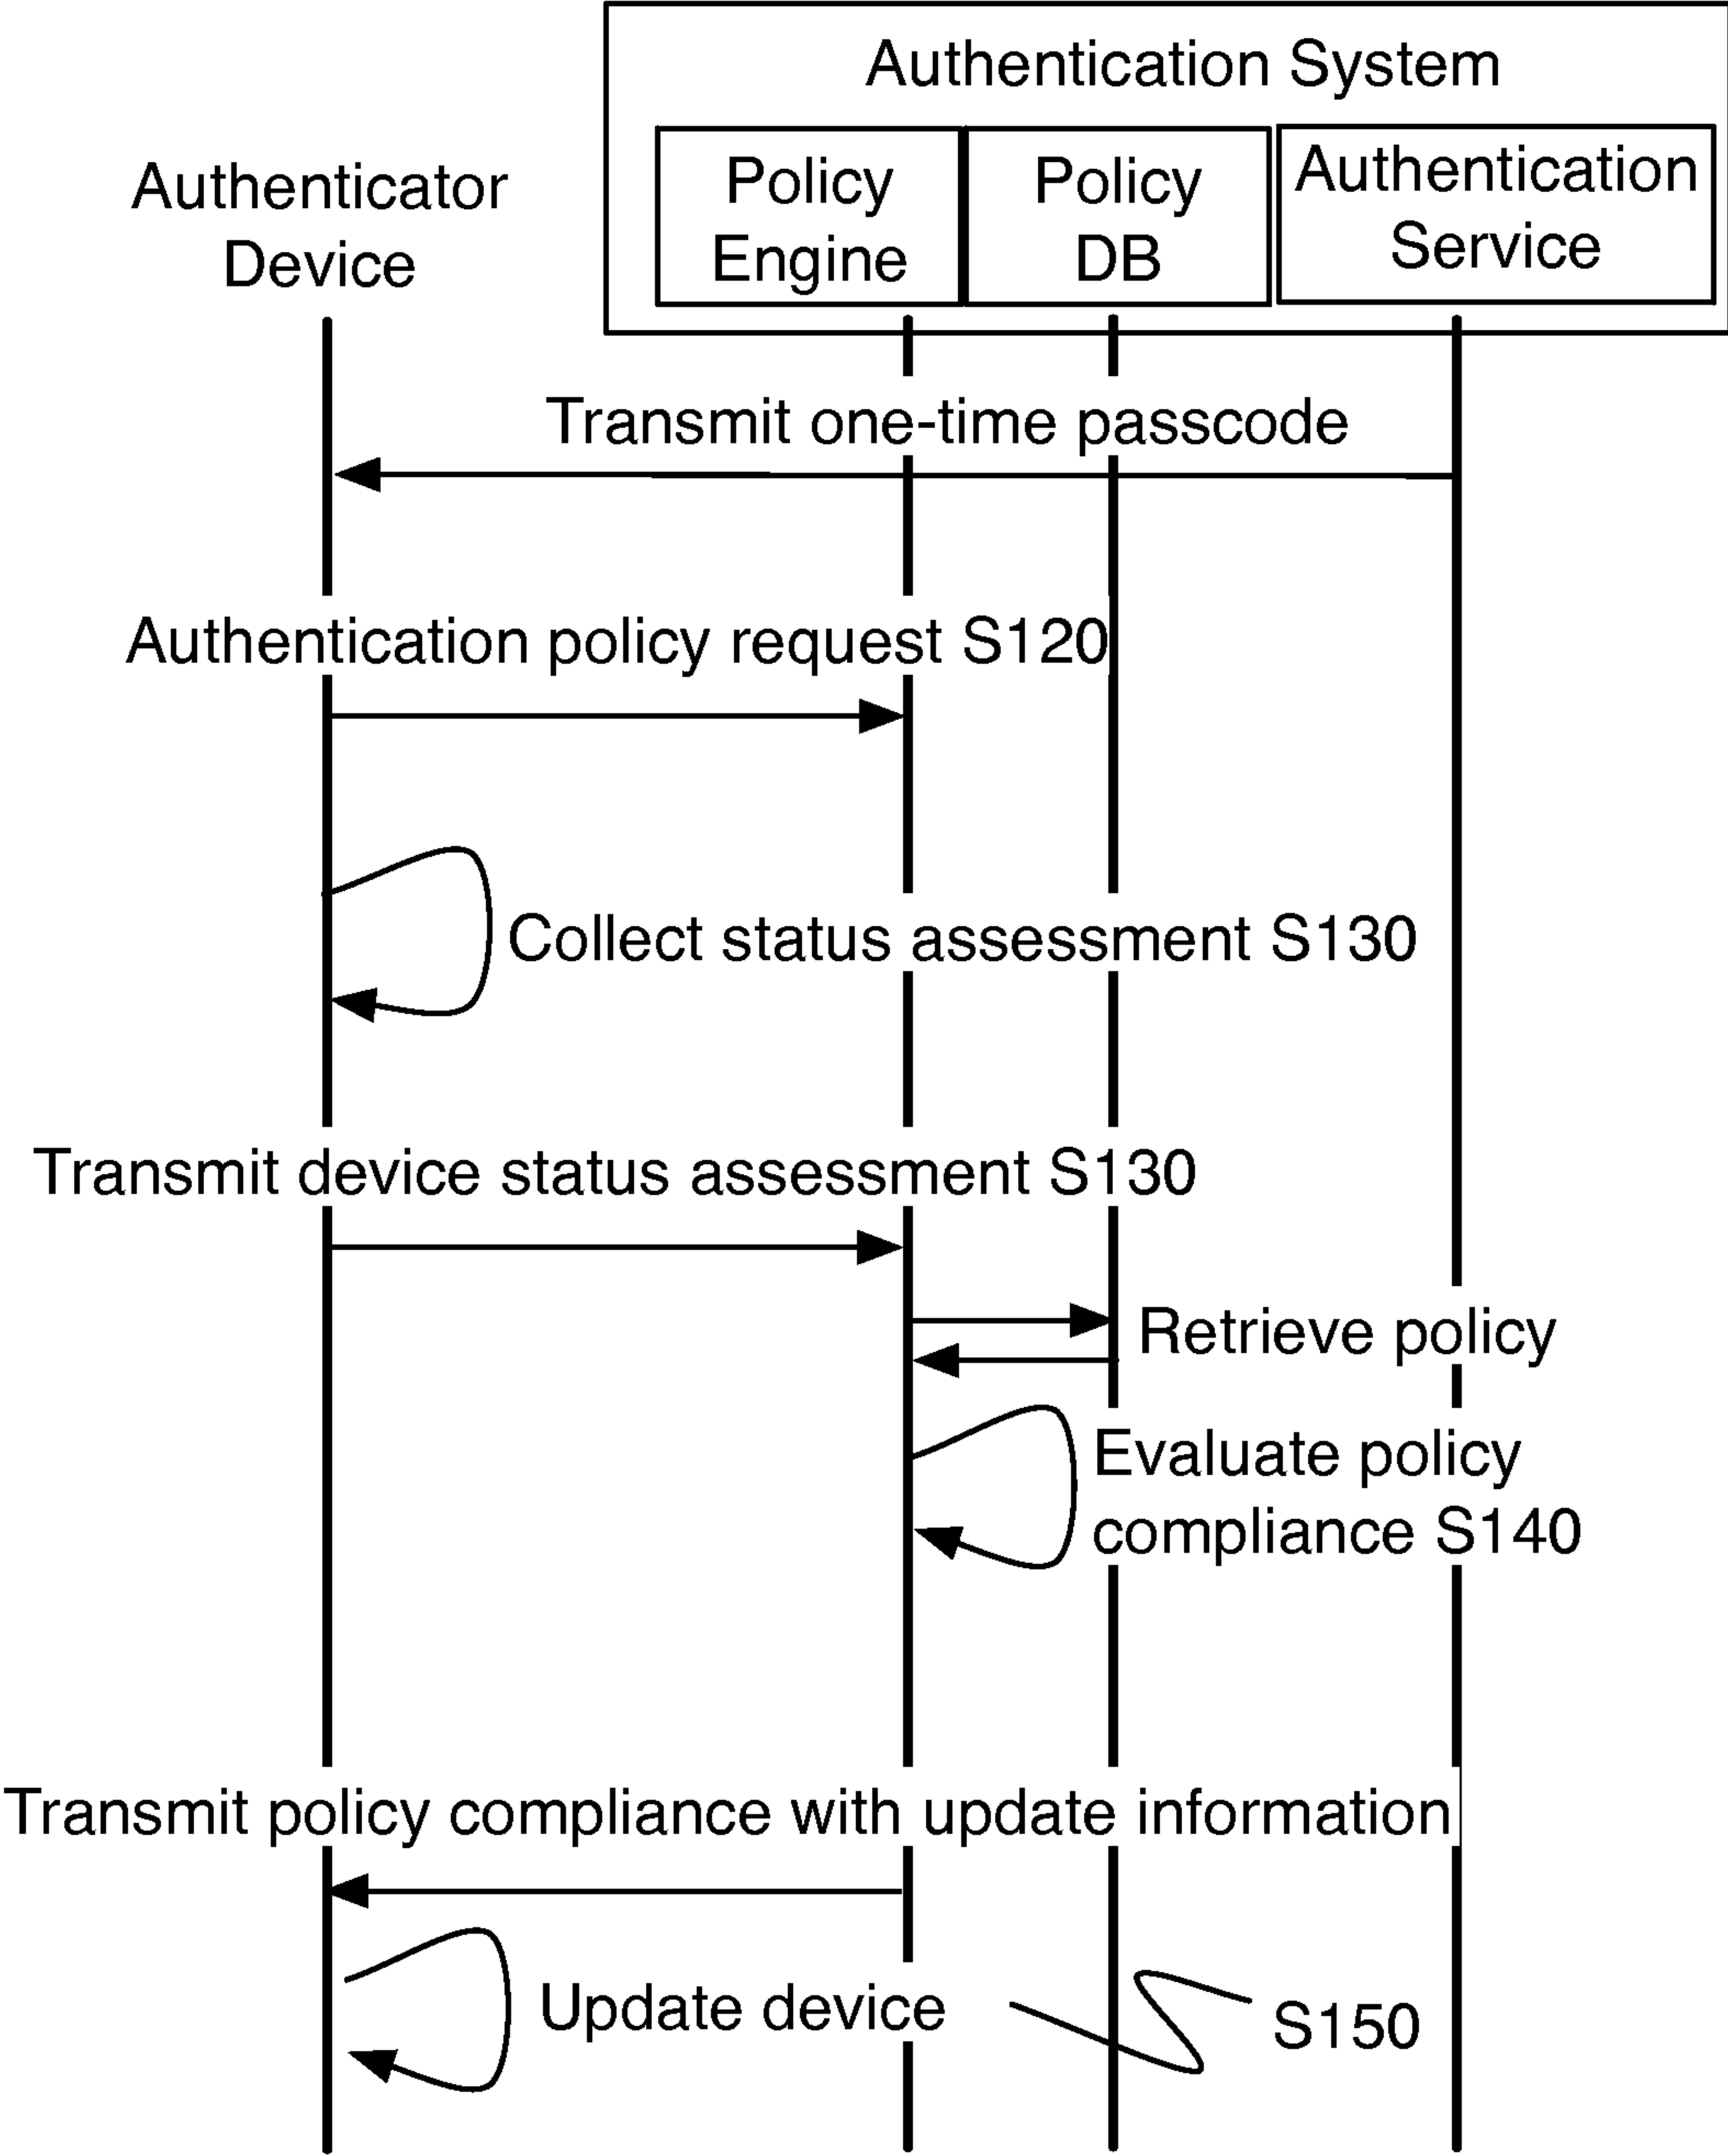 Authentication System
Authenticator
Device
Policy
Engine
Policy
DB
Authentication
Service
Transmit one-time passcode
Authentication policy request S120
Collect status assessment S130
Transmit device status assessment S130
Retrieve policy
Evaluate policy
compliance S140
Transmit policy compliance with update information
Update device
S150